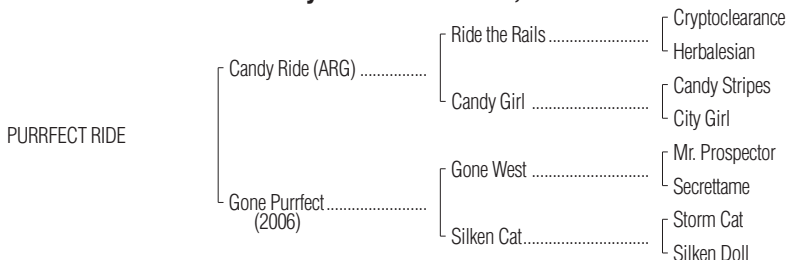 Cryptoclearance
Ride the Rails ........................
Herbalesian
Candy Ride (ARG) ................
Candy Stripes
Candy Girl ............................
City Girl
PURRFECT RIDE
Mr. Prospector
Gone West ............................
Secrettame
Gone Purrfect ........................
(2006)
Storm Cat
Silken Cat..............................
Silken Doll